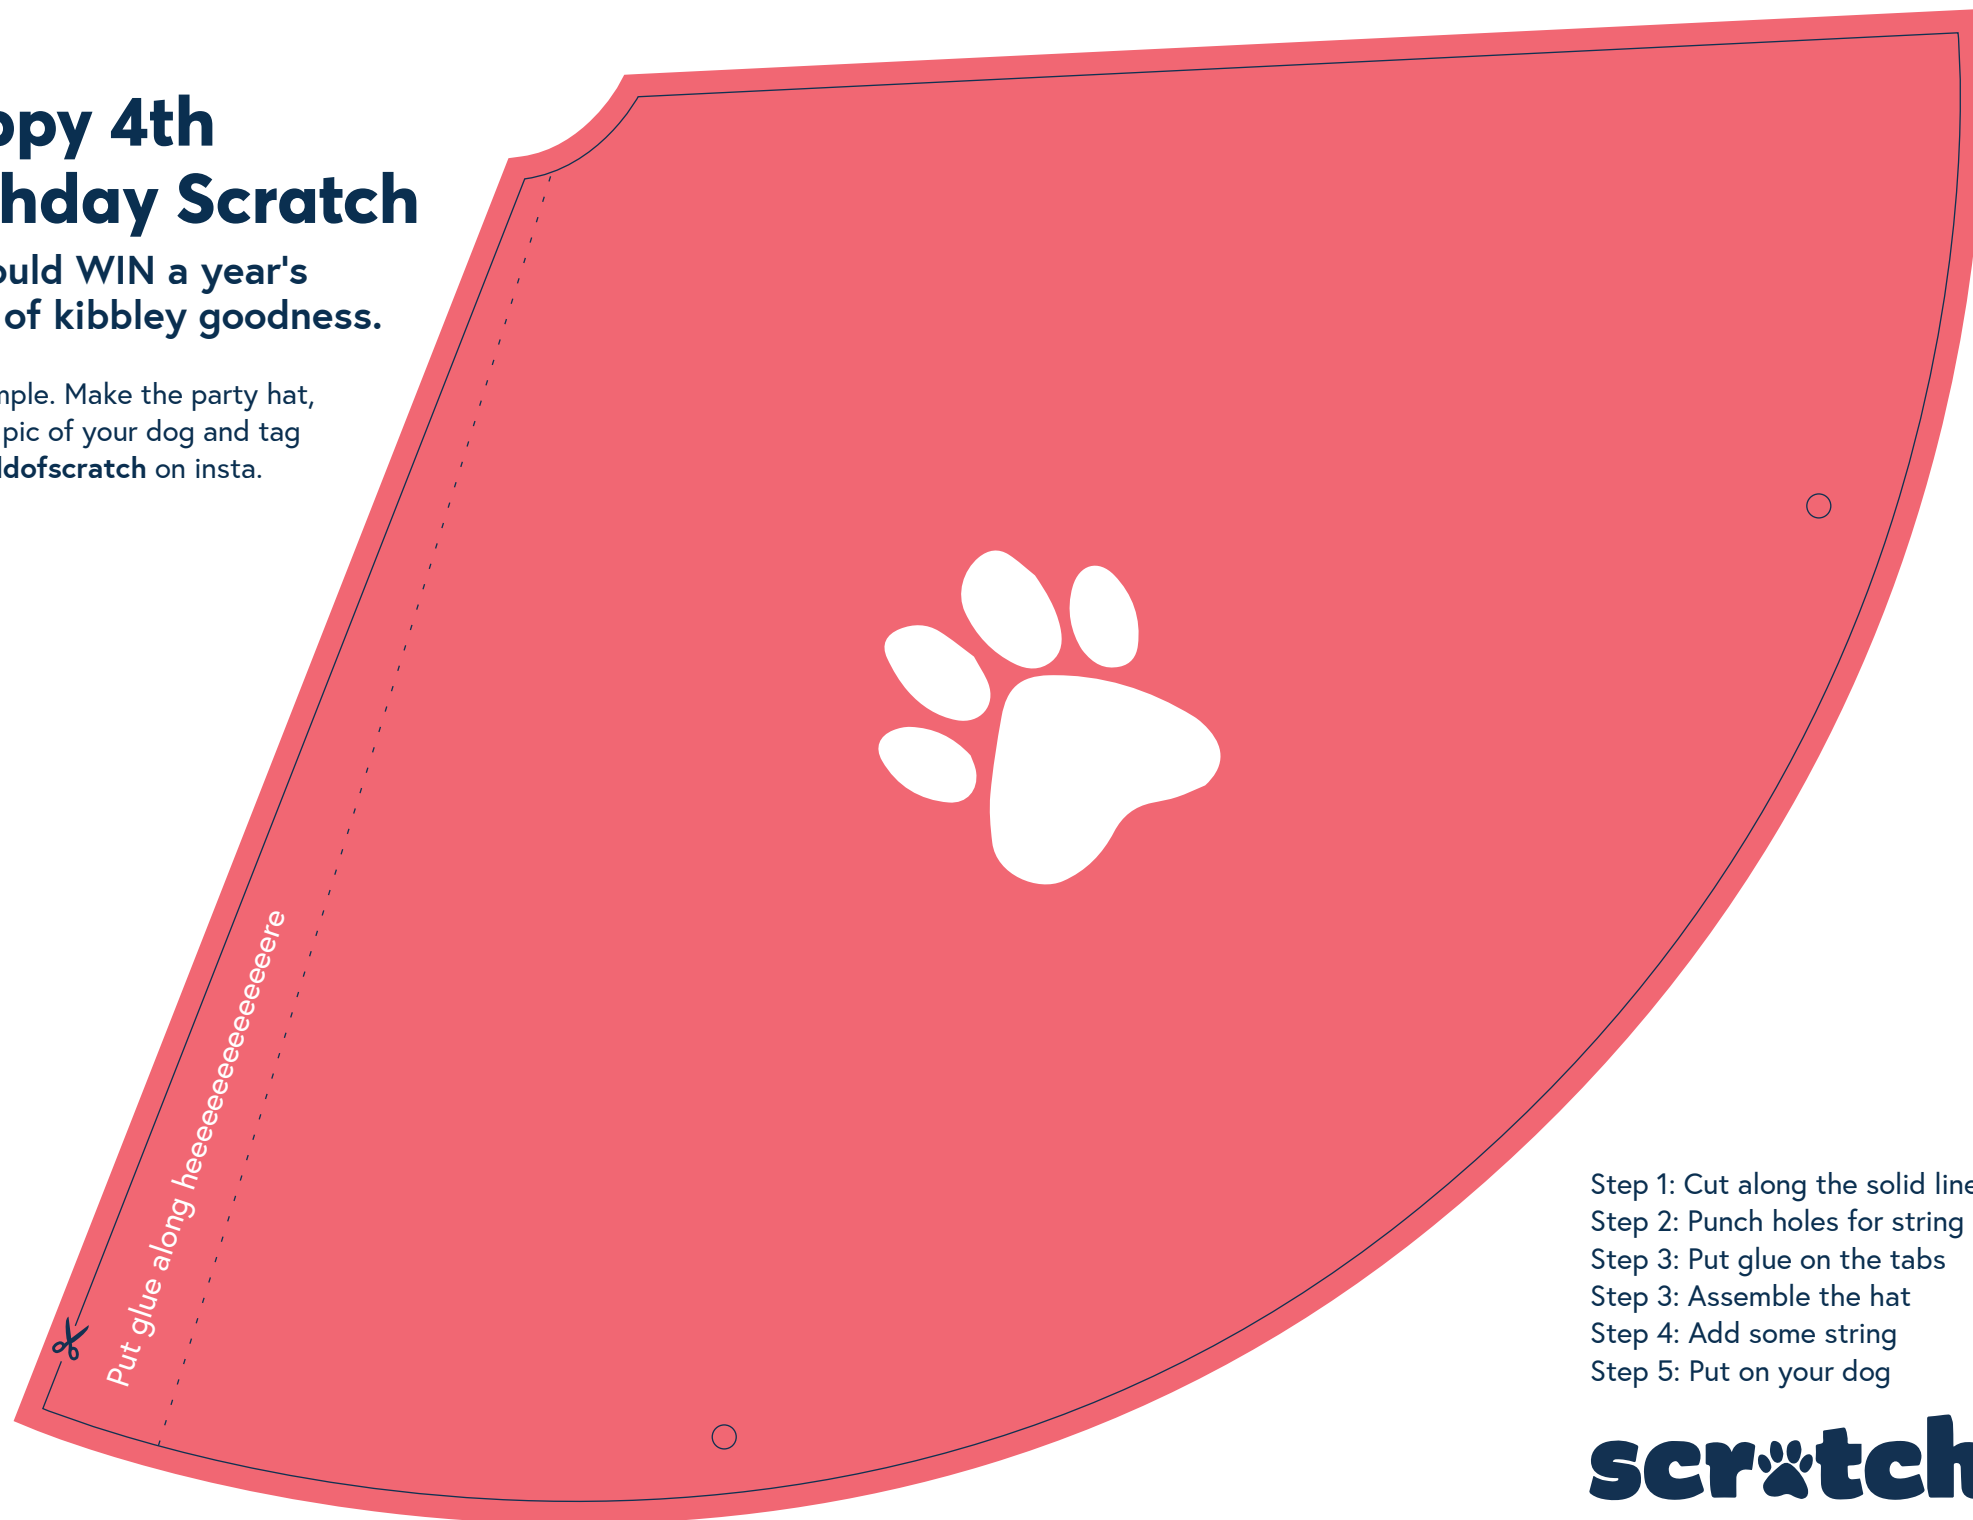 ppy 4th
hday Scratch
ould WIN a year's
of kibbley goodness.
mple. Make the party hat,
pic of your dog and tag
ldofscratch on insta.
Put glue along heeeeeeeeeeeeeeere
Step 1: Cut along the solid line
Step 2: Punch holes for string
Step 3: Put glue on the tabs
Step 3: Assemble the hat
Step 4: Add some string
Step 5: Put on your dog
scratch